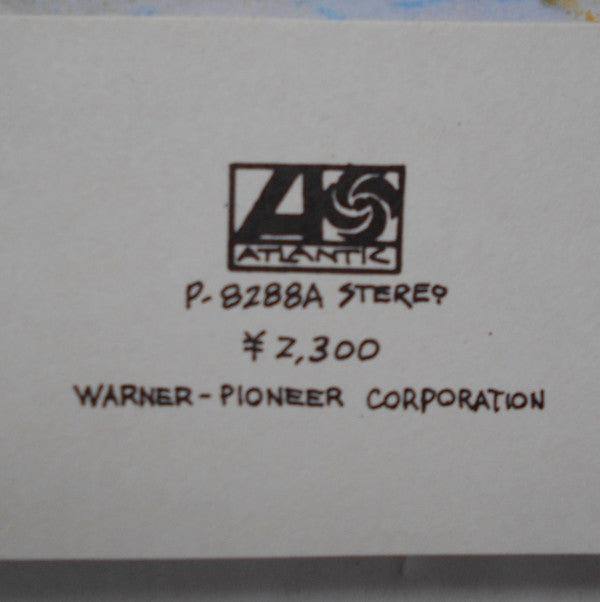 ATLANTIC
P-8288A STEREO
¥2,300
WARNER-PIONEER CORPORATION